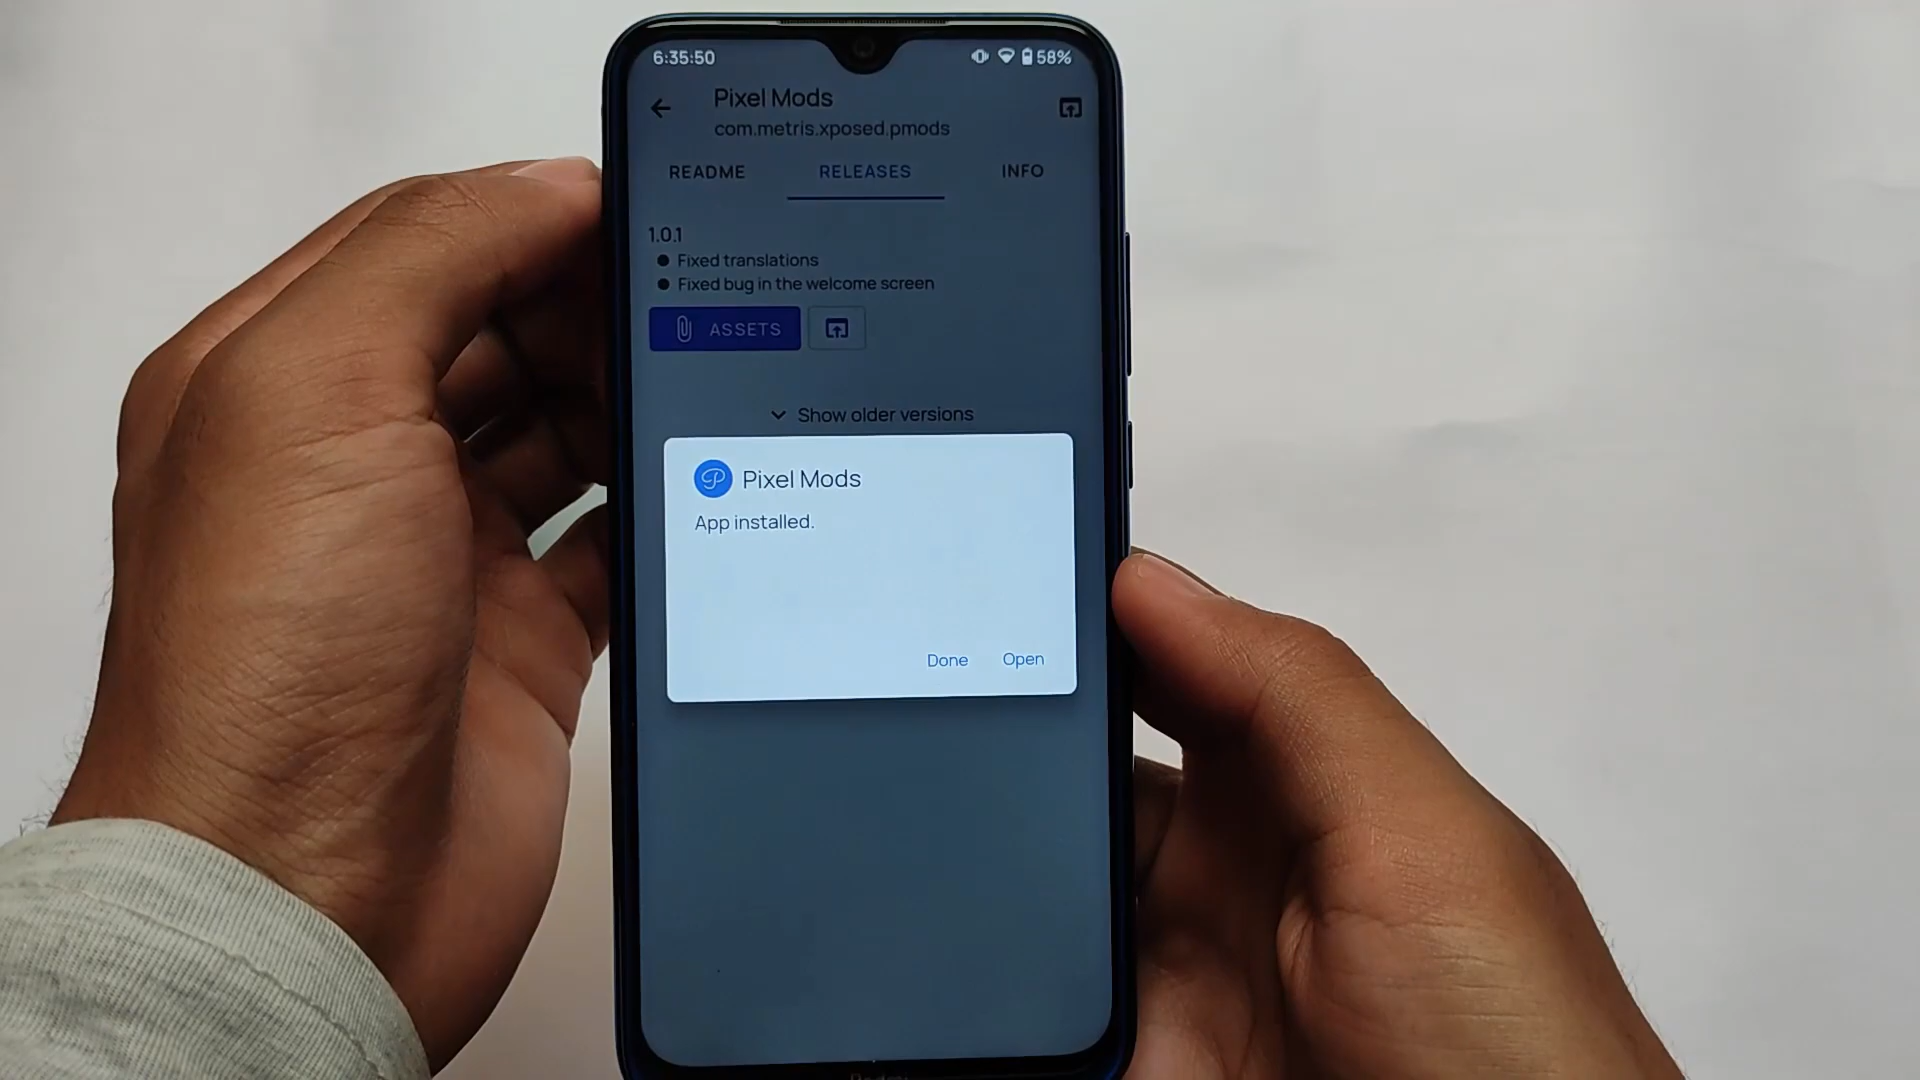 6:35:50
58%
Pixel Mods
com.metris.xposed.pmods
README
RELEASES
INFO
1.0.1
Fixed translations
Fixed bug in the welcome screen
ASSETS
Show older versions
Pixel Mods
App installed.
Done
Open